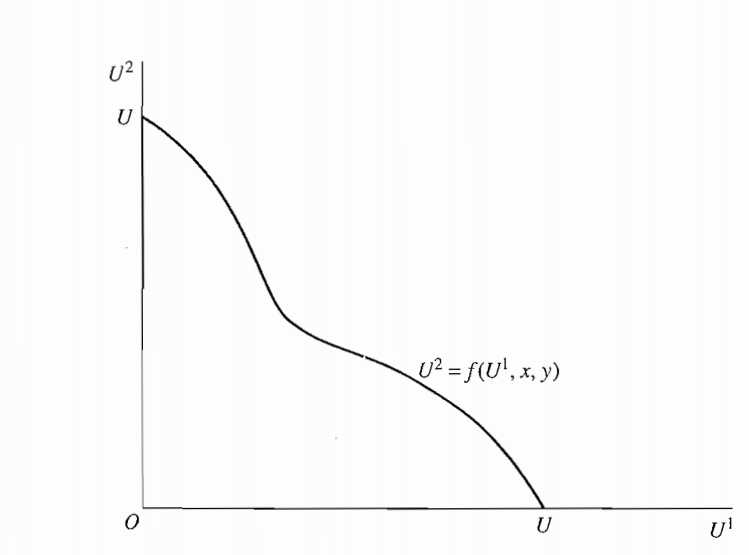 U²
U
U² = f(U¹, x, y)
O
U
U¹